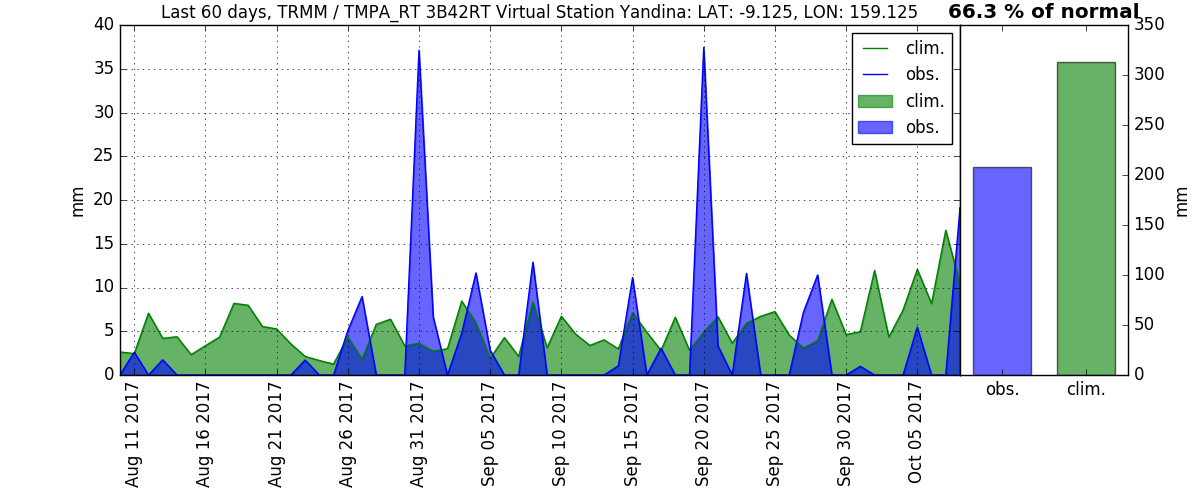 Last 60 days, TRMM / TMPA_RT 3B42RT Virtual Station Yandina: LAT: -9.125, LON: 159.125
66.3 % of normal
40
35
30
25
20
15
10
5
0
mm
clim.
obs.
clim.
obs.
350
300
250
200
150
100
50
0
mm
Aug 11 2017
Aug 16 2017
Aug 21 2017
Aug 26 2017
Aug 31 2017
Sep 05 2017
Sep 10 2017
Sep 15 2017
Sep 20 2017
Sep 25 2017
Sep 30 2017
Oct 05 2017
obs.
clim.